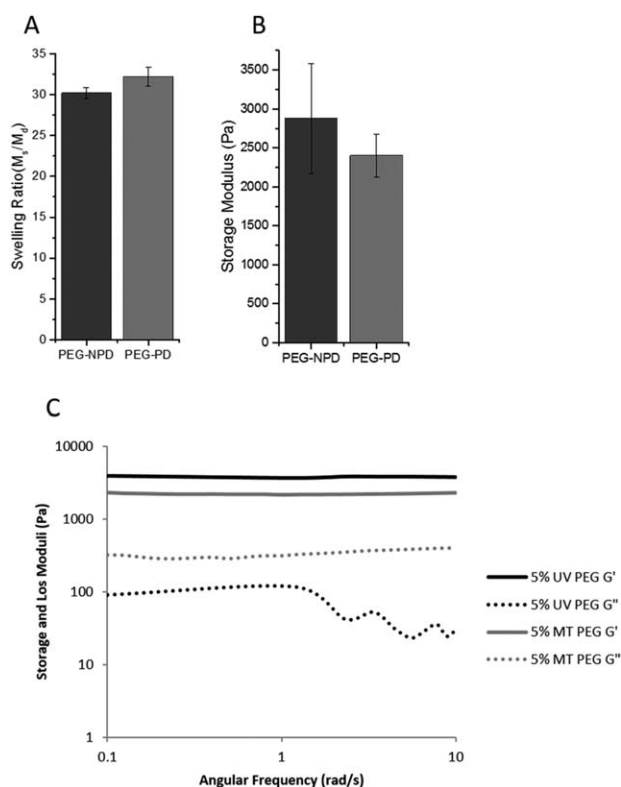 A
Swelling Ratio(Ms/Md)
35
30
25
20
15
10
5
0
PEG-NPD PEG-PD
B
Storage Modulus (Pa)
3500
3000
2500
2000
1500
1000
500
0
PEG-NPD PEG-PD
C
Storage and Los Moduli (Pa)
10000
1000
100
10
1
0.1 1 10
Angular Frequency (rad/s)
5% UV PEG G'
5% UV PEG G"
5% MT PEG G'
5% MT PEG G"